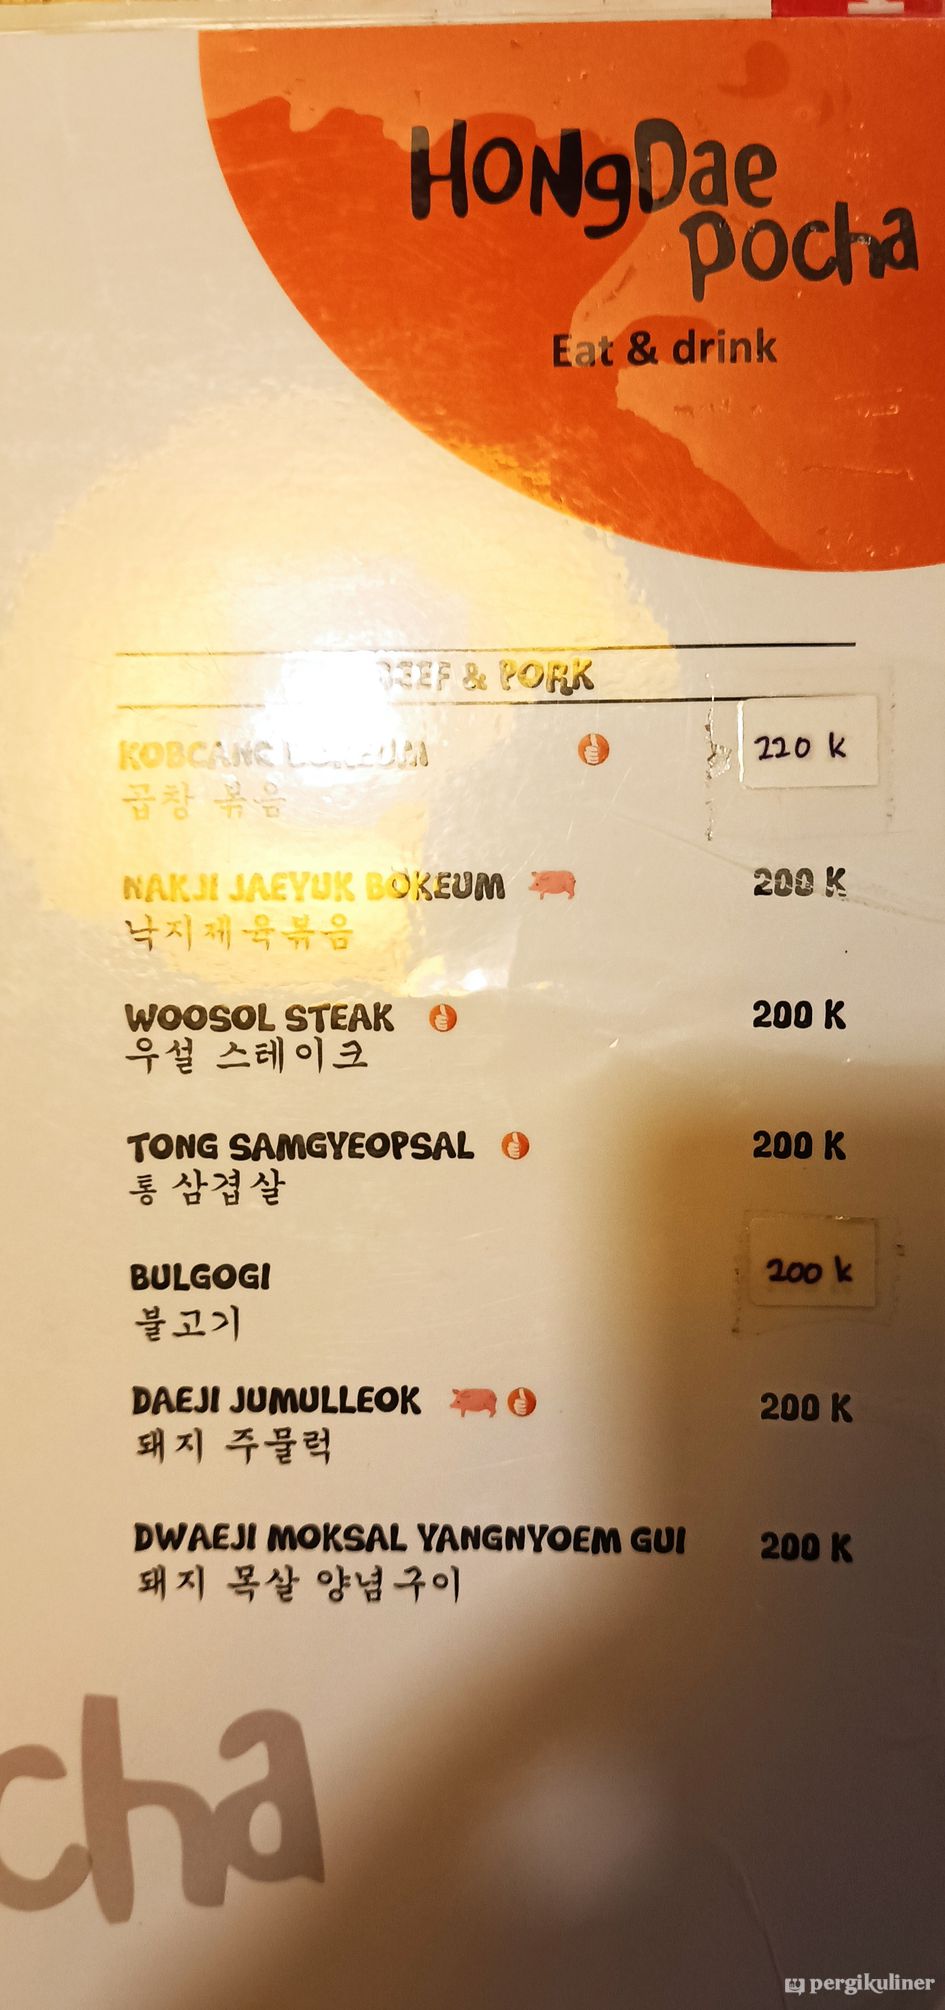 HongDae
pocha
Eat & drink
BEEF & PORK
KOBCANG BOKEUM 220 k
곱창 볶음
NAKJI JAEYUK BOKEUM 200 K
낙지제육볶음
WOOSOL STEAK 200 K
우설 스테이크
TONG SAMGYEOPSAL 200 K
통 삼겹살
BULGOGI 200 k
불고기
DAEJI JUMULLEOK 200 K
돼지 주물럭
DWAEJI MOKSAL YANGNYOEM GUI 200 K
돼지 목살 양념구이
cha
pergikuliner